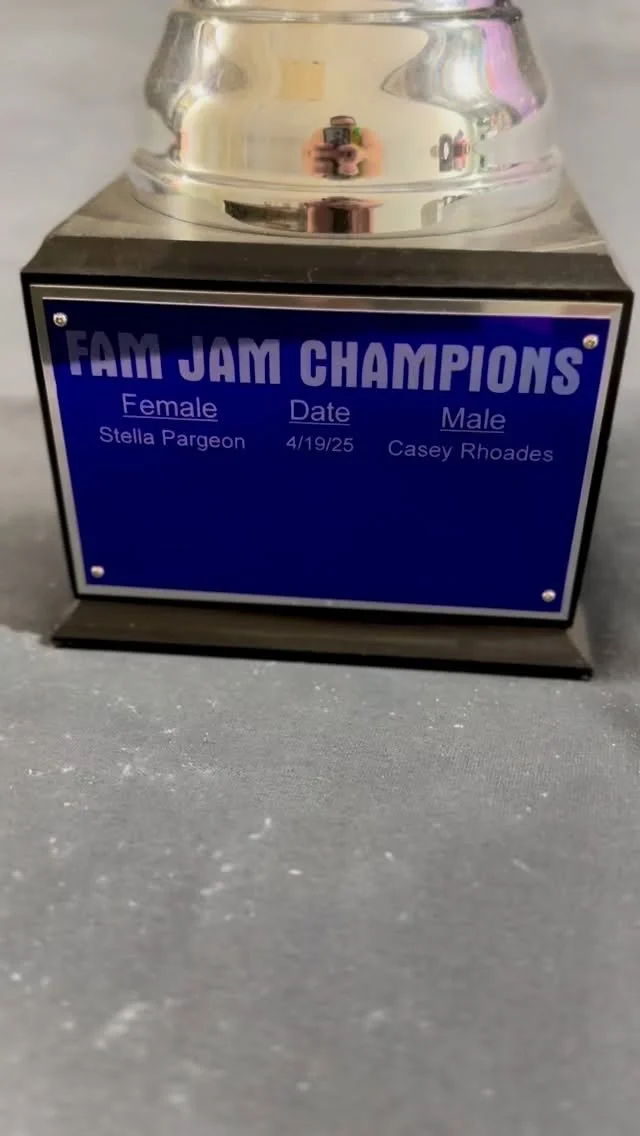 FAM JAM CHAMPIONS
Female Date Male
Stella Pargeon 4/19/25 Casey Rhoades